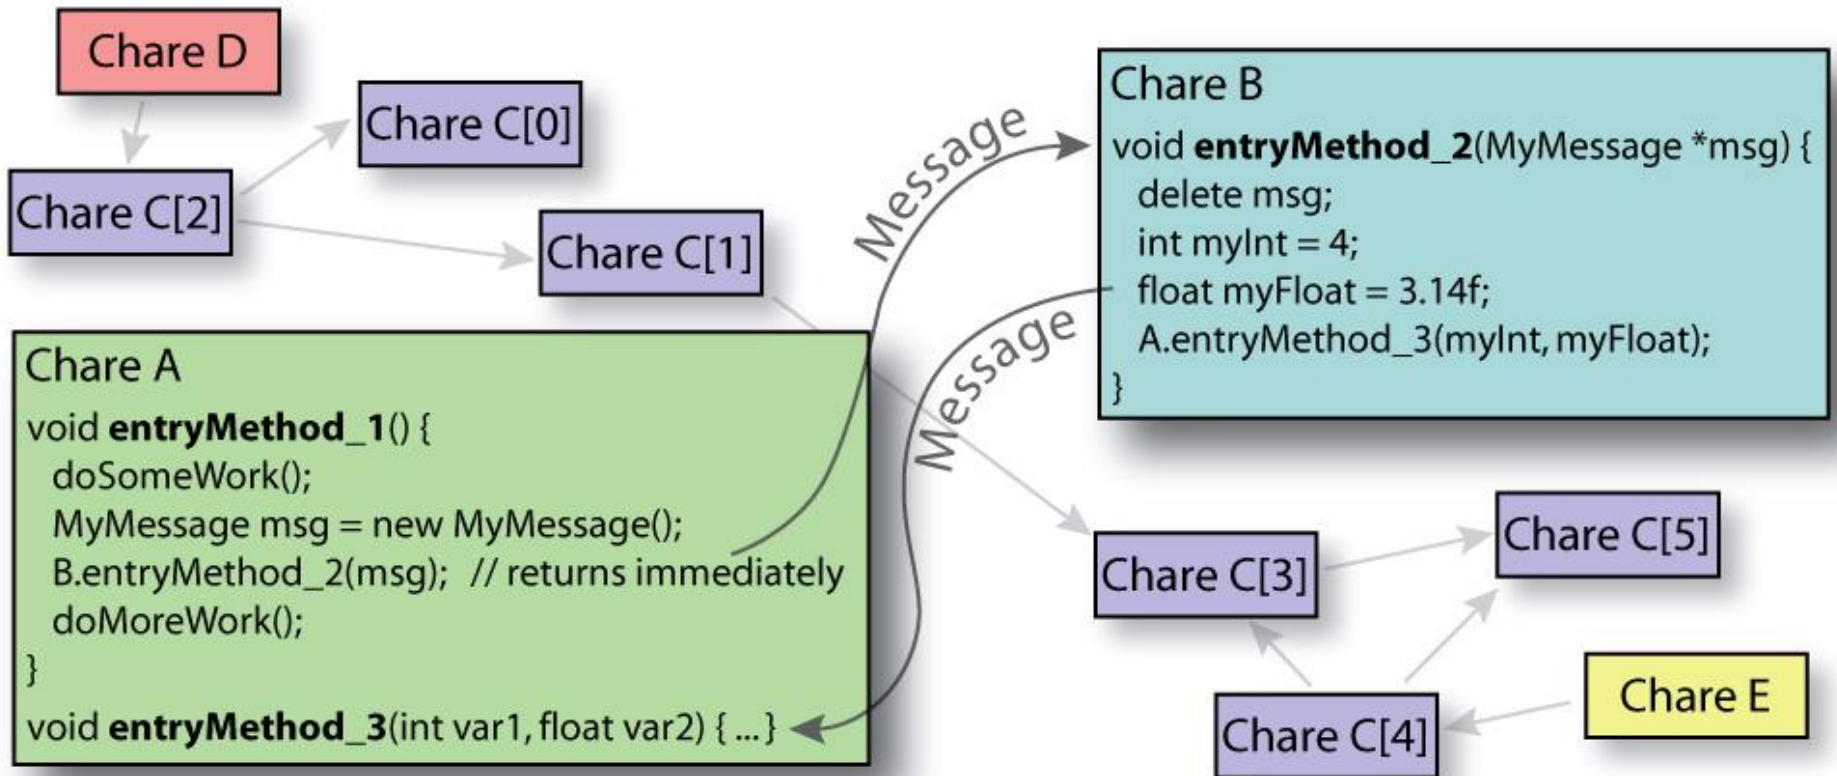 Chare D
Chare C[0]
Chare C[2]
Chare C[1]
Chare A
void entryMethod_1() {
doSomeWork();
MyMessage msg = new MyMessage();
B.entryMethod_2(msg);  // returns immediately
doMoreWork();
}
void entryMethod_3(int var1, float var2) { ... }
Message
Message
Chare B
void entryMethod_2(MyMessage *msg) {
delete msg;
int myInt = 4;
float myFloat = 3.14f;
A.entryMethod_3(myInt, myFloat);
}
Chare C[3]
Chare C[5]
Chare C[4]
Chare E